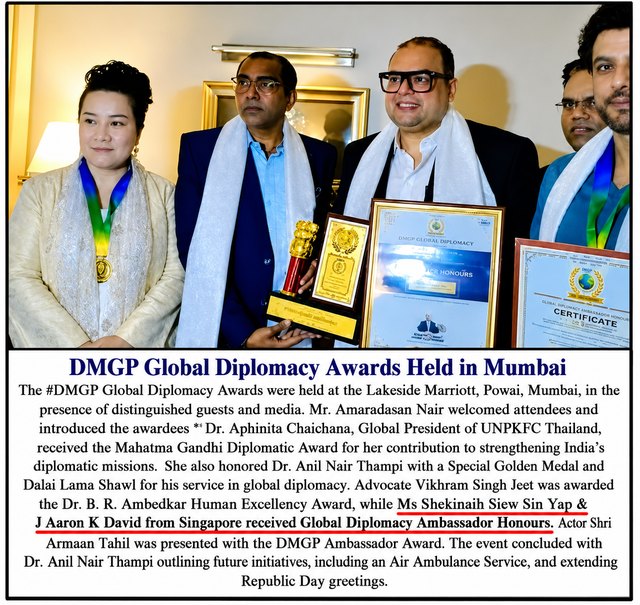 DMGP GLOBAL DIPLOMACY
HONOURS
DMGP
GLOBAL DIPLOMACY AMBASSADOR HONOURS
CERTIFICATE
DMGP Global Diplomacy Awards Held in Mumbai
The #DMGP Global Diplomacy Awards were held at the Lakeside Marriott, Powai, Mumbai, in the
presence of distinguished guests and media. Mr. Amaradasan Nair welcomed attendees and
introduced the awardees *‘ Dr. Aphinita Chaichana, Global President of UNPKFC Thailand,
received the Mahatma Gandhi Diplomatic Award for her contribution to strengthening India’s
diplomatic missions. She also honored Dr. Anil Nair Thampi with a Special Golden Medal and
Dalai Lama Shawl for his service in global diplomacy. Advocate Vikhram Singh Jeet was awarded
the Dr. B. R. Ambedkar Human Excellency Award, while Ms Shekinaih Siew Sin Yap &
J Aaron K David from Singapore received Global Diplomacy Ambassador Honours. Actor Shri
Armaan Tahil was presented with the DMGP Ambassador Award. The event concluded with
Dr. Anil Nair Thampi outlining future initiatives, including an Air Ambulance Service, and extending
Republic Day greetings.